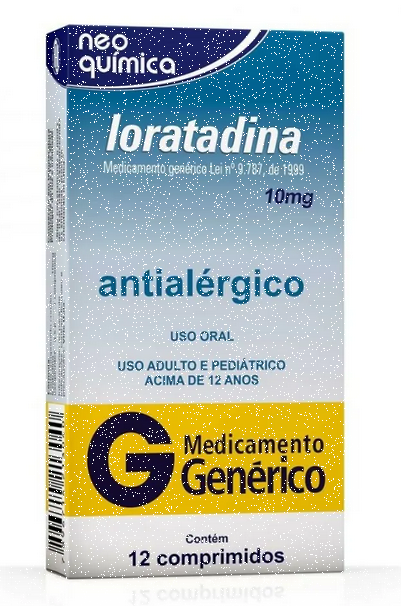 neo
química
loratadina
Medicamento genérico Lei nº 9.787, de 1999
10mg
antialérgico
USO ORAL
USO ADULTO E PEDIÁTRICO
ACIMA DE 12 ANOS
G Medicamento
Genérico
Contém
12 comprimidos